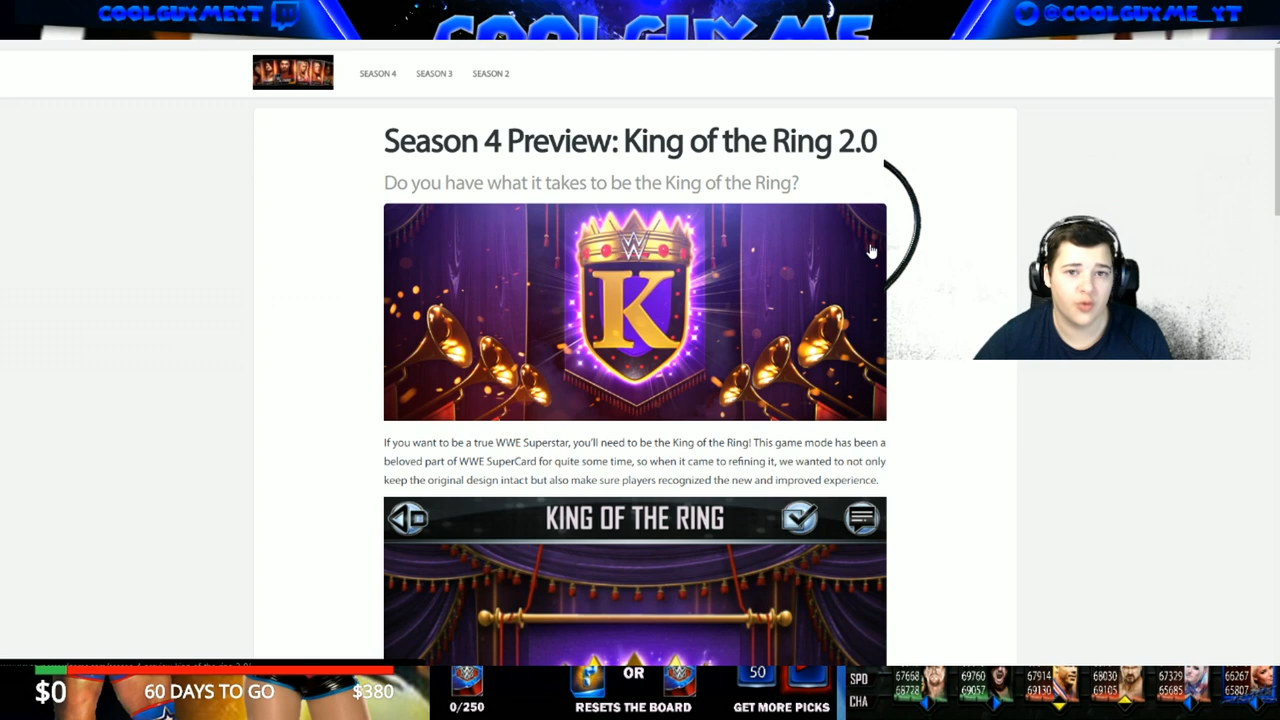 COOLGUYMEYT
COOLGUYME
@COOLGUYME_YT
SEASON 4
SEASON 3
SEASON 2
Season 4 Preview: King of the Ring 2.0
Do you have what it takes to be the King of the Ring?
W
K
If you want to be a true WWE Superstar, you'll need to be the King of the Ring! This game mode has been a
beloved part of WWE SuperCard for quite some time, so when it came to refining it, we wanted to not only
keep the original design intact but also make sure players recognized the new and improved experience.
KING OF THE RING
$0
60 DAYS TO GO
$380
0/250
OR
RESETS THE BOARD
50
GET MORE PICKS
SPD
67668
69760
67914
68030
67329
66267
68728
69057
69130
69105
65685
65807
CHA